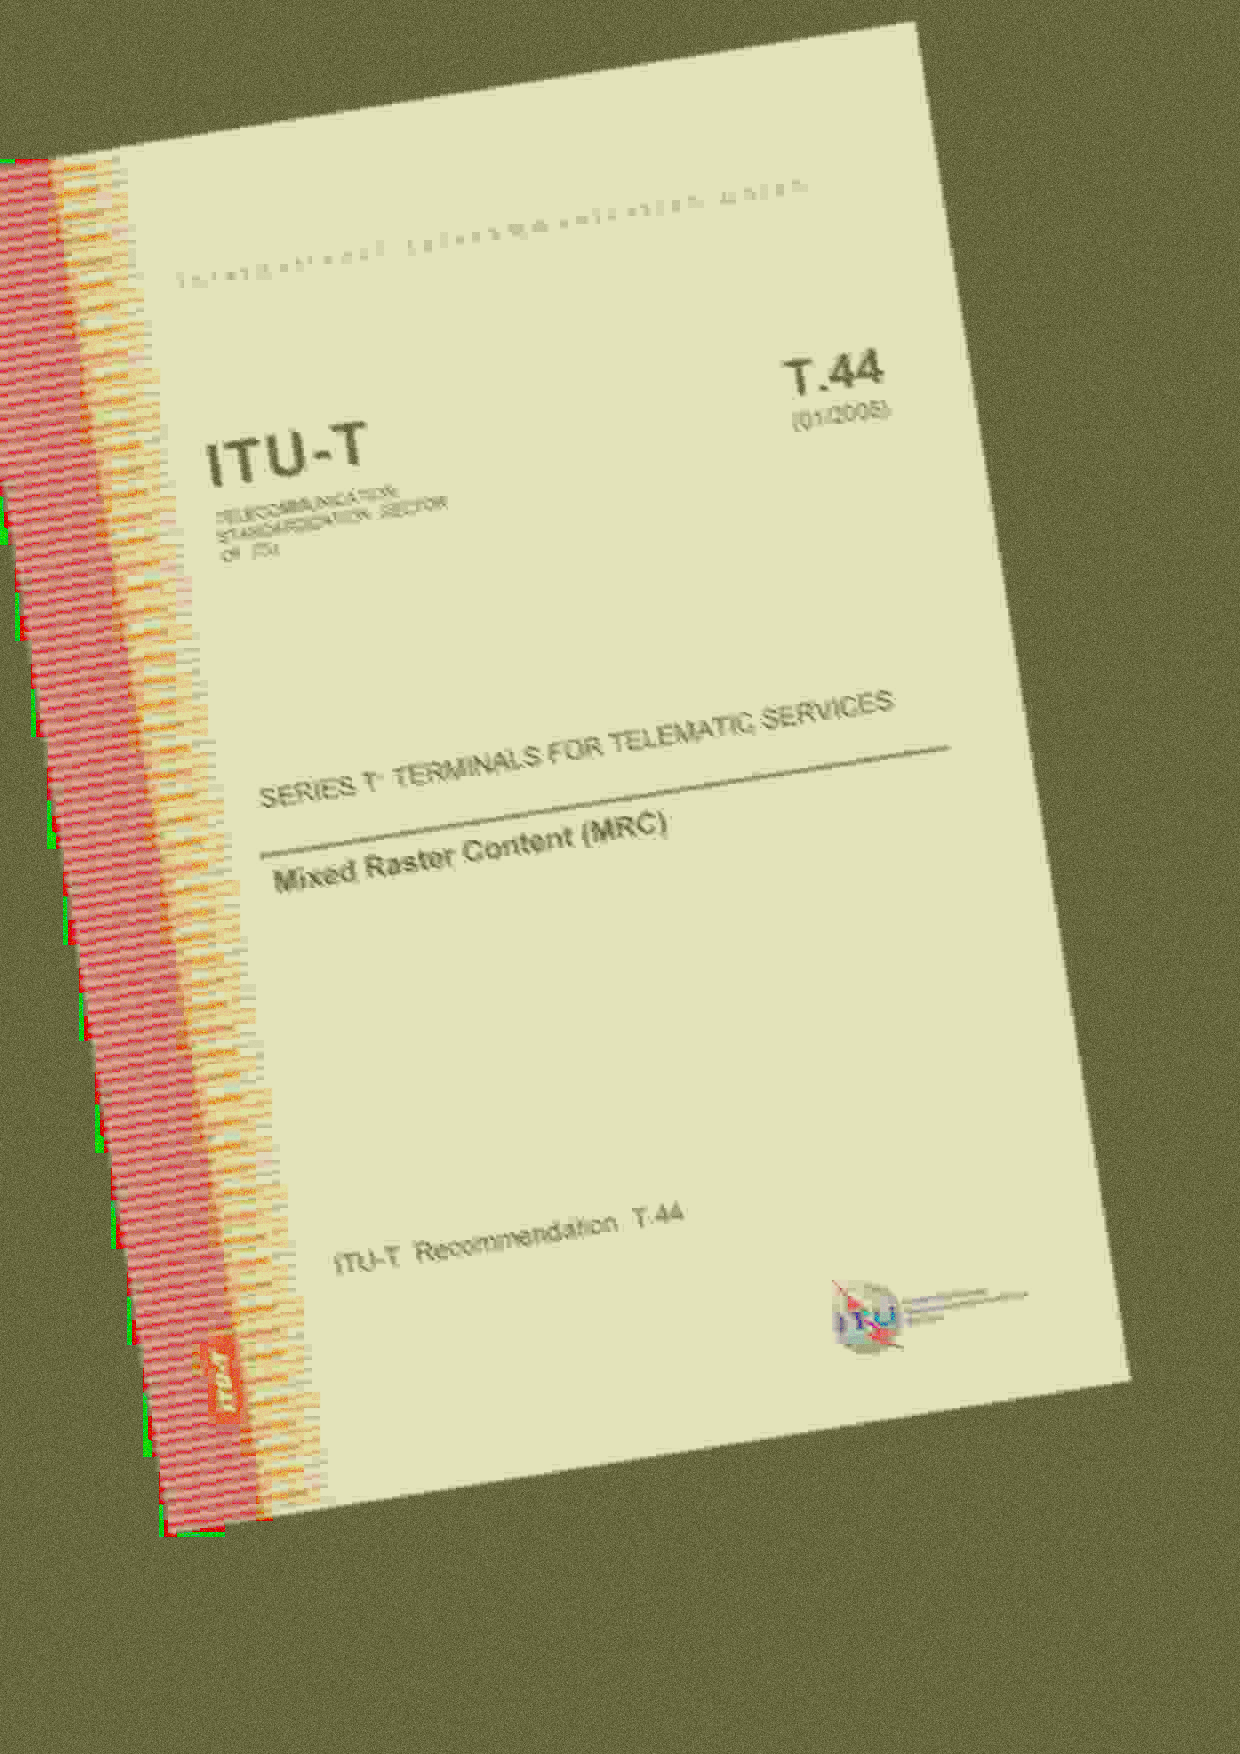 International telecommunication union
ITU-T
T.44
(01/2005)
TELECOMMUNICATION
STANDARDIZATION SECTOR
OF ITU
SERIES T: TERMINALS FOR TELEMATIC SERVICES
Mixed Raster Content (MRC)
ITU-T Recommendation T.44
ITU-T
ITU